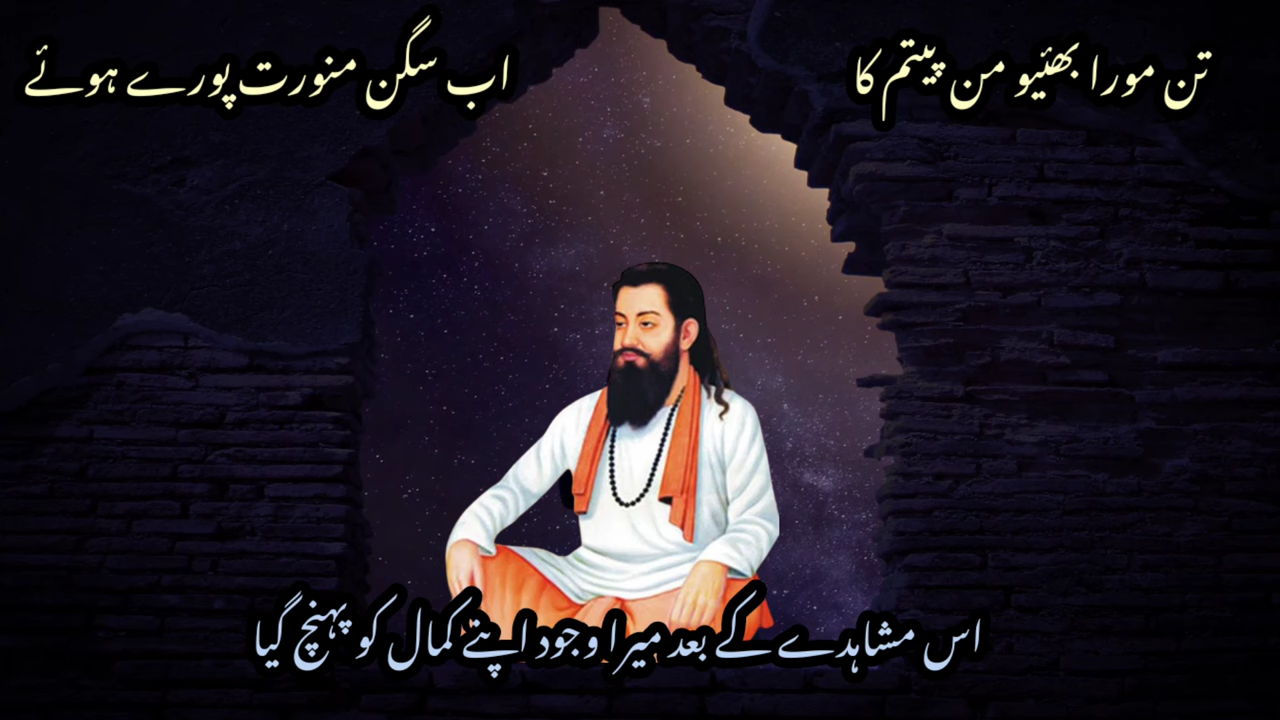 تن مورا بھئیو من پیتم کا
اب سگن منورت پورے ہوئے
اس مشاہدے کے بعد میرا وجود اپنے کمال کو پہنچ گیا